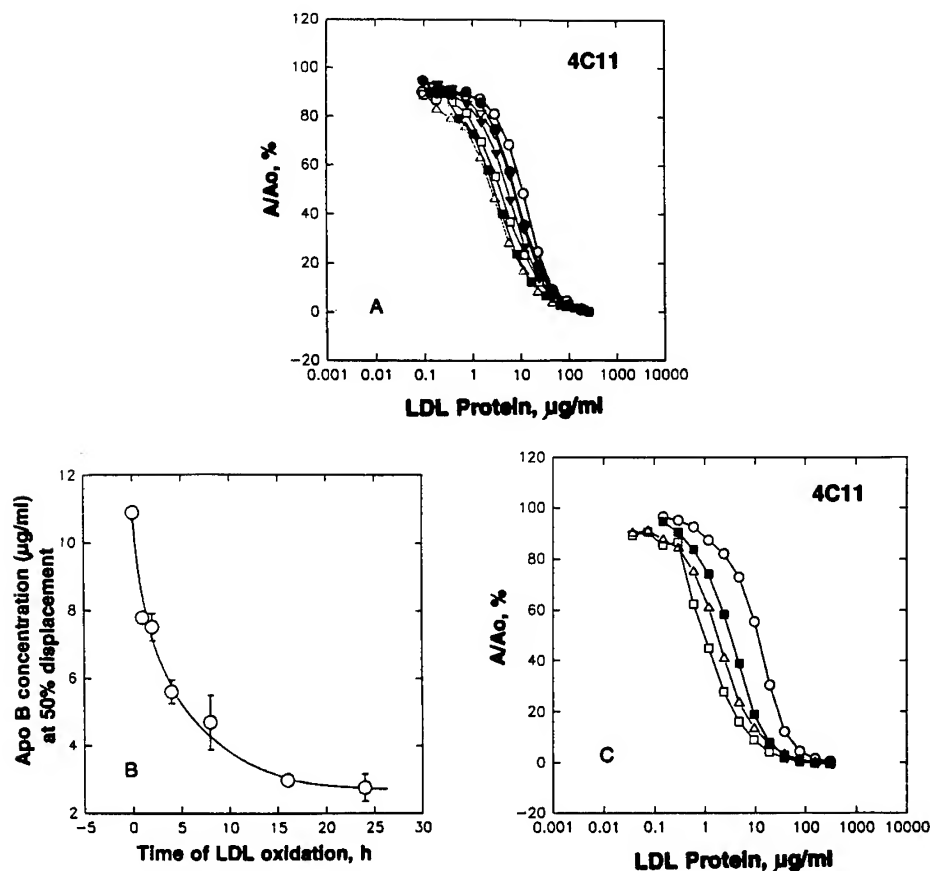 120
100
80
60
40
20
0
-20
A/Ao, %
4C11
A
0.001 0.01 0.1 1 10 100 1000 10000
LDL Protein, μg/ml
12
10
8
6
4
2
Apo B concentration (μg/ml)
at 50% displacement
B
-5 0 5 10 15 20 25 30
Time of LDL oxidation, h
120
100
80
60
40
20
0
-20
A/Ao, %
4C11
C
0.001 0.01 0.1 1 10 100 1000 10000
LDL Protein, μg/ml